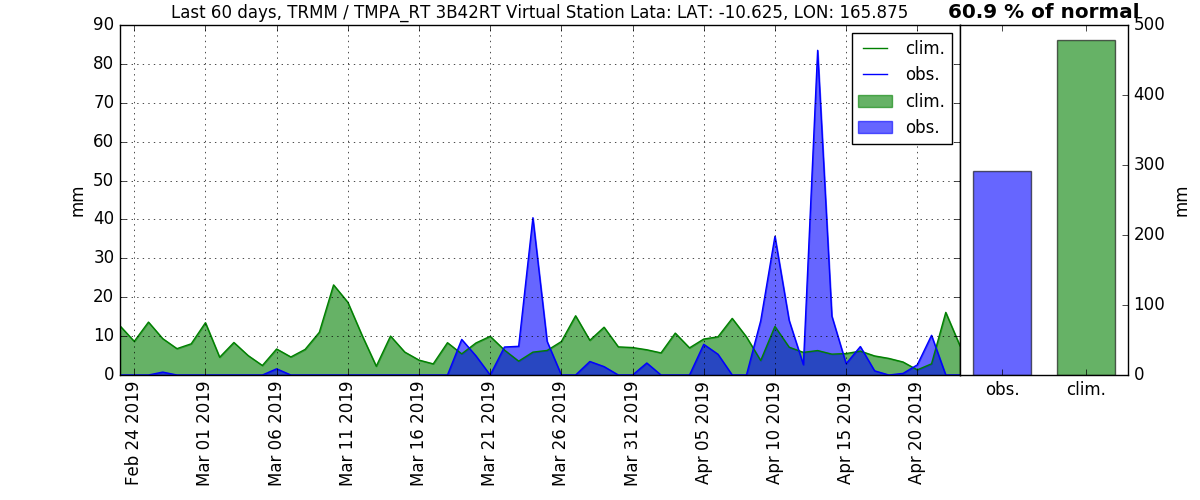 Last 60 days, TRMM / TMPA_RT 3B42RT Virtual Station Lata: LAT: -10.625, LON: 165.875
60.9 % of normal
90
80
70
60
50
40
30
20
10
0
mm
clim.
obs.
clim.
obs.
500
400
300
200
100
0
mm
Feb 24 2019
Mar 01 2019
Mar 06 2019
Mar 11 2019
Mar 16 2019
Mar 21 2019
Mar 26 2019
Mar 31 2019
Apr 05 2019
Apr 10 2019
Apr 15 2019
Apr 20 2019
obs.
clim.